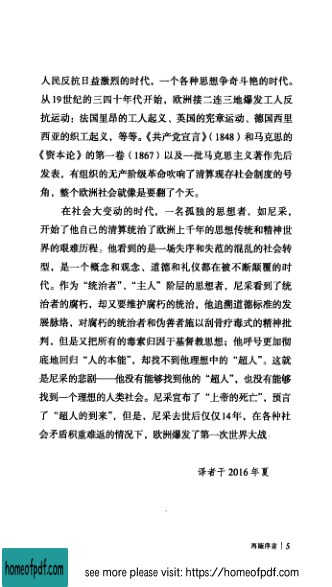 人民反抗日益激烈的时代，一个各种思想争奇斗艳的时代。
从19世纪的三四十年代开始，欧洲接二连三地爆发工人反
抗运动：法国里昂的工人起义、英国的宪章运动、德国西里
西亚的织工起义，等等。《共产党宣言》（1848）和马克思的
《资本论》的第一卷（1867）以及一批马克思主义著作先后
发表，有组织的无产阶级革命吹响了清算现存社会制度的号
角，整个欧洲社会就像是要翻了个天。
在社会大变动的时代，一名孤独的思想者，如尼采，
开始了他自己的清算统治了欧洲上千年的思想传统和精神世
界的艰难历程。他看到的是一场失序和失范的混乱的社会转
型，是一个概念和观念、道德和礼仪都在被不断颠覆的时
代。作为“统治者”、“主人”阶层的思想者，尼采看到了统
治者的腐朽，却又要维护腐朽的统治，他追溯道德标准的发
展脉络，对腐朽的统治者和伪善者施以刮骨疗毒式的精神批
判，但是又把所有的毒素归因于基督教思想；他呼号更加彻
底地回归“人的本能”，却找不到他理想中的“超人”。这就
是尼采的悲剧——他没有能够找到他的“超人”，也没有能够
找到一个理想的人类社会。尼采宣布了“上帝的死亡”，预言
了“超人的到来”，但是，尼采去世后仅仅14年，在各种社
会矛盾积重难返的情况下，欧洲爆发了第一次世界大战。
译者于2016年夏
再版序言 | 5
homeofpdf.com
see more please visit: https://homeofpdf.com